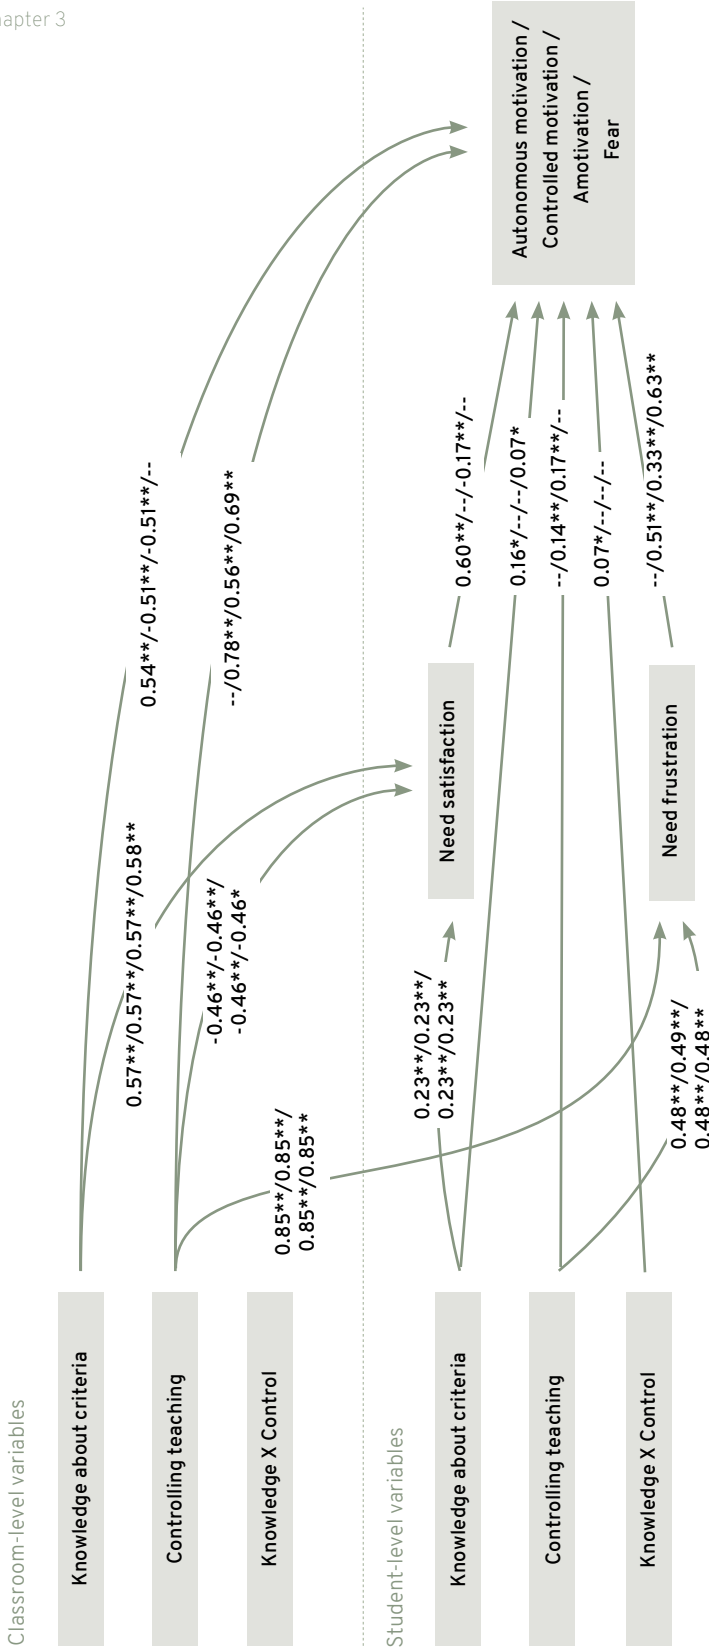 hapter 3
Classroom-level variables
Knowledge about criteria
Controlling teaching
Knowledge X Control
0.54**/-0.51**/-0.51**/--
--/0.78**/0.56**/0.69**
0.57**/0.57**/0.57**/0.58**
-0.46**/-0.46**/
-0.46**/-0.46*
0.85**/0.85**/
0.85**/0.85**
Student-level variables
Knowledge about criteria
Controlling teaching
Knowledge X Control
0.23**/0.23**/
0.23**/0.23**
0.48**/0.49**/
0.48**/0.48**
Need satisfaction
Need frustration
0.60**/--/-0.17**/--
0.16*/--/--/0.07*
--/0.14**/0.17**/--
0.07*/--/--/--
--/0.51**/0.33**/0.63**
Autonomous motivation /
Controlled motivation /
Amotivation /
Fear